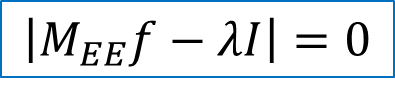 |M_{EE}f − λI| = 0